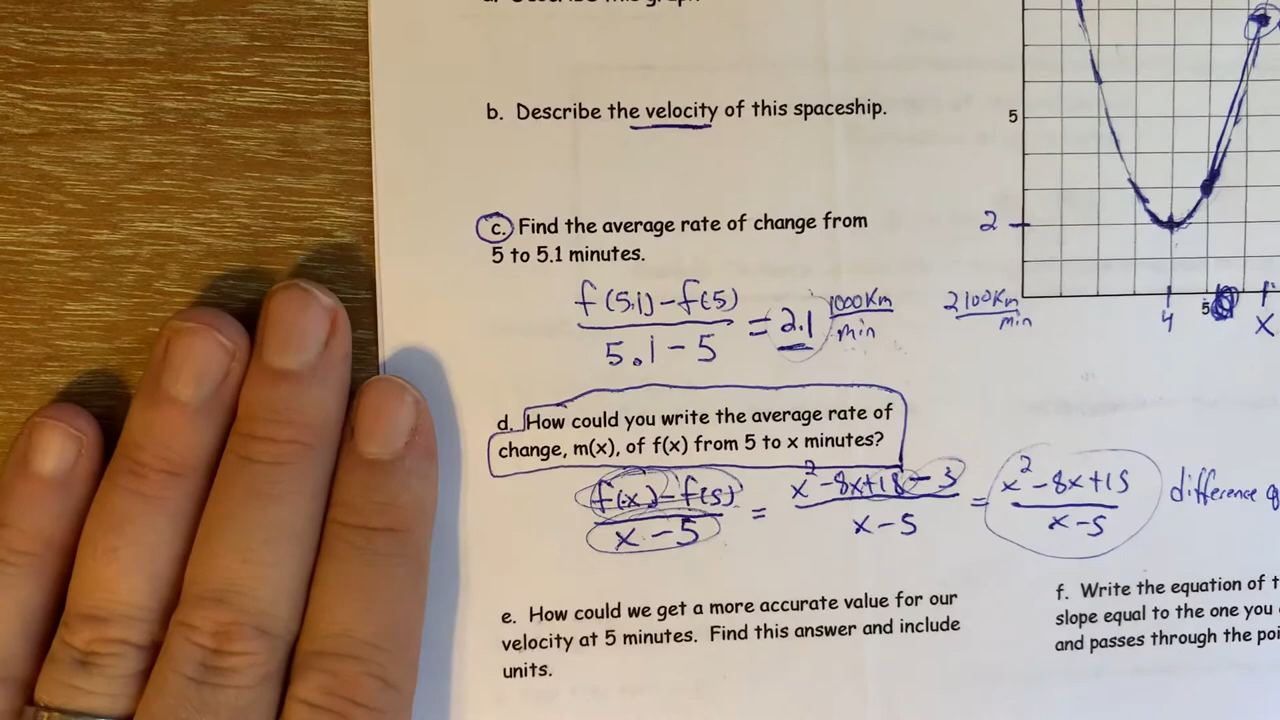 b. Describe the velocity of this spaceship.
5
c. Find the average rate of change from
5 to 5.1 minutes.
2
f(5.1)-f(5)
5.1-5
= 2.1 1000Km
min
2100Km
min
4
5
x
d. How could you write the average rate of
change, m(x), of f(x) from 5 to x minutes?
f(x)-f(5)
x-5
= x²-8x+18-3
x-5
= x²-8x+15
x-5
difference q
e. How could we get a more accurate value for our
velocity at 5 minutes. Find this answer and include
units.
f. Write the equation of t
slope equal to the one you
and passes through the poi